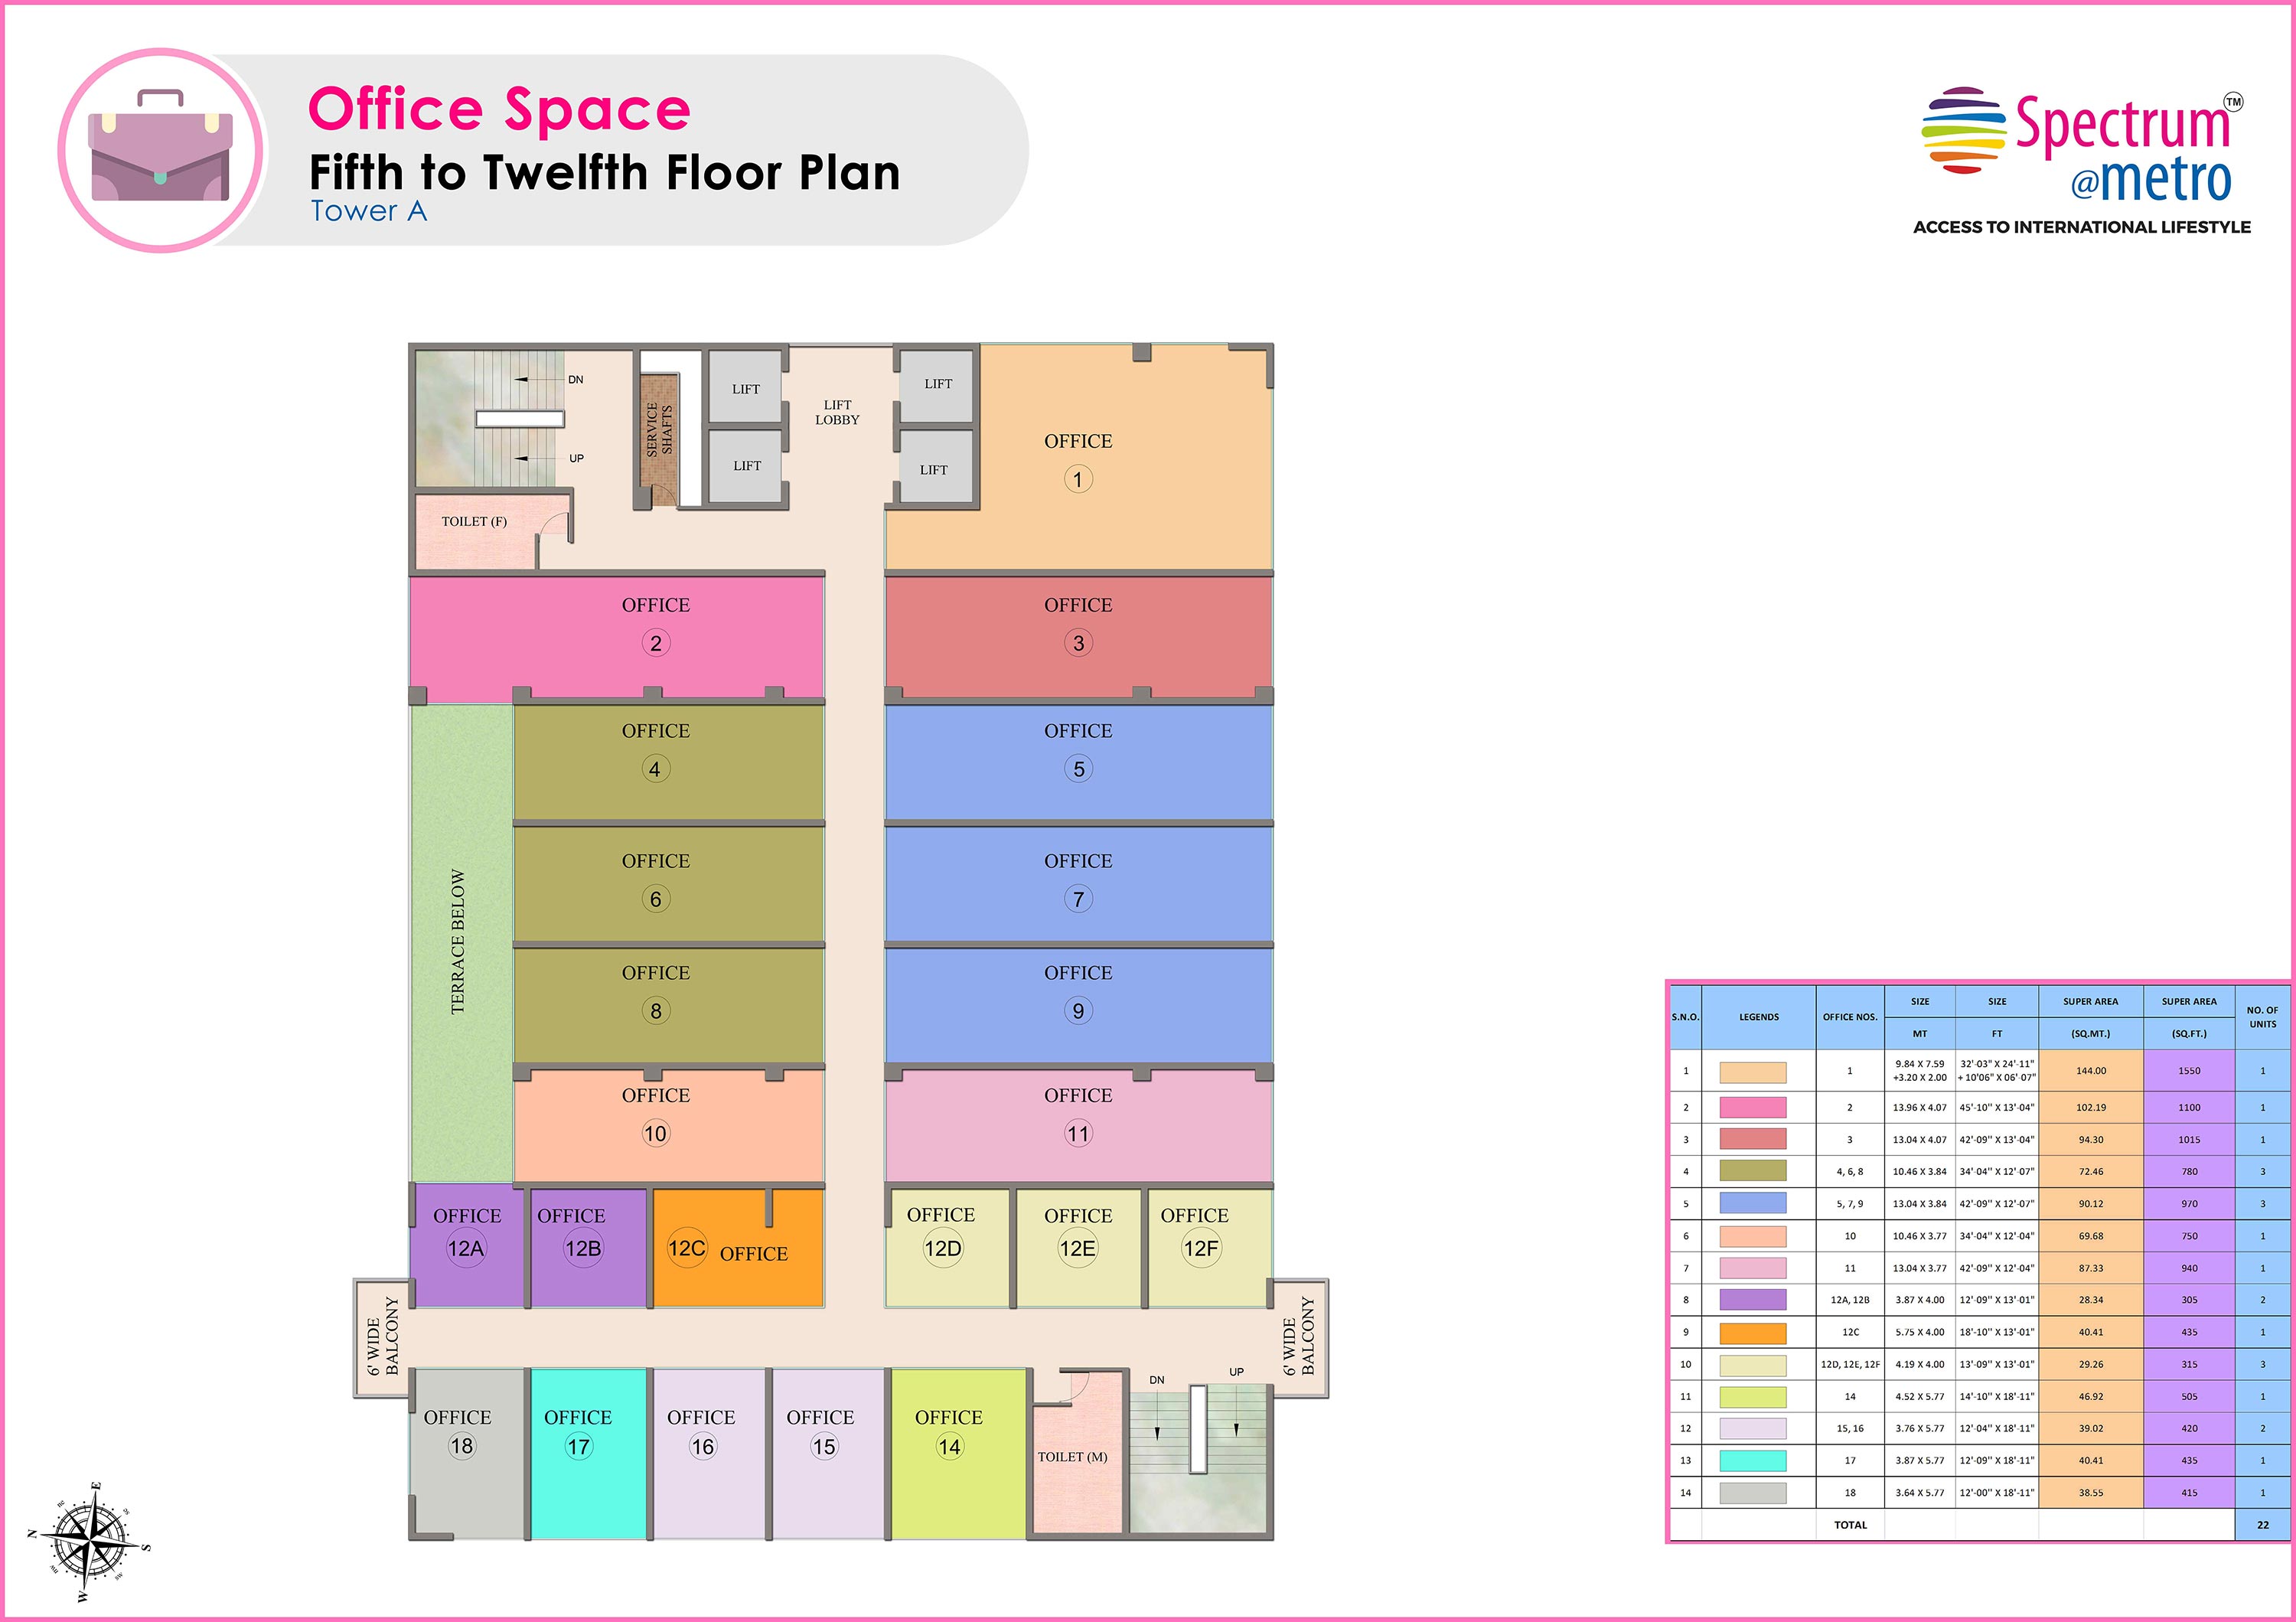 Office Space
Fifth to Twelfth Floor Plan
Tower A
Spectrum TM
@metro
ACCESS TO INTERNATIONAL LIFESTYLE
DN
UP
SERVICE SHAFTS
LIFT
LIFT
LIFT LOBBY
LIFT
LIFT
OFFICE
1
TOILET (F)
OFFICE
2
OFFICE
3
OFFICE
4
OFFICE
5
OFFICE
6
OFFICE
7
TERRACE BELOW
OFFICE
8
OFFICE
9
OFFICE
10
OFFICE
11
OFFICE
12A
OFFICE
12B
12C OFFICE
OFFICE
12D
OFFICE
12E
OFFICE
12F
6' WIDE BALCONY
6' WIDE BALCONY
OFFICE
18
OFFICE
17
OFFICE
16
OFFICE
15
OFFICE
14
TOILET (M)
DN
UP
E
N
S
W
S.N.O. LEGENDS OFFICE NOS. SIZE SIZE SUPER AREA SUPER AREA NO. OF UNITS
MT FT (SQ.MT.) (SQ.FT.)
1 1 9.84 X 7.59 +3.20 X 2.00 32'-03" X 24'-11" + 10'06" X 06'-07" 144.00 1550 1
2 2 13.96 X 4.07 45'-10" X 13'-04" 102.19 1100 1
3 3 13.04 X 4.07 42'-09" X 13'-04" 94.30 1015 1
4 4, 6, 8 10.46 X 3.84 34'-04" X 12'-07" 72.46 780 3
5 5, 7, 9 13.04 X 3.84 42'-09" X 12'-07" 90.12 970 3
6 10 10.46 X 3.77 34'-04" X 12'-04" 69.68 750 1
7 11 13.04 X 3.77 42'-09" X 12'-04" 87.33 940 1
8 12A, 12B 3.87 X 4.00 12'-09" X 13'-01" 28.34 305 2
9 12C 5.75 X 4.00 18'-10" X 13'-01" 40.41 435 1
10 12D, 12E, 12F 4.19 X 4.00 13'-09" X 13'-01" 29.26 315 3
11 14 4.52 X 5.77 14'-10" X 18'-11" 46.92 505 1
12 15, 16 3.76 X 5.77 12'-04" X 18'-11" 39.02 420 2
13 17 3.87 X 5.77 12'-09" X 18'-11" 40.41 435 1
14 18 3.64 X 5.77 12'-00" X 18'-11" 38.55 415 1
TOTAL 22